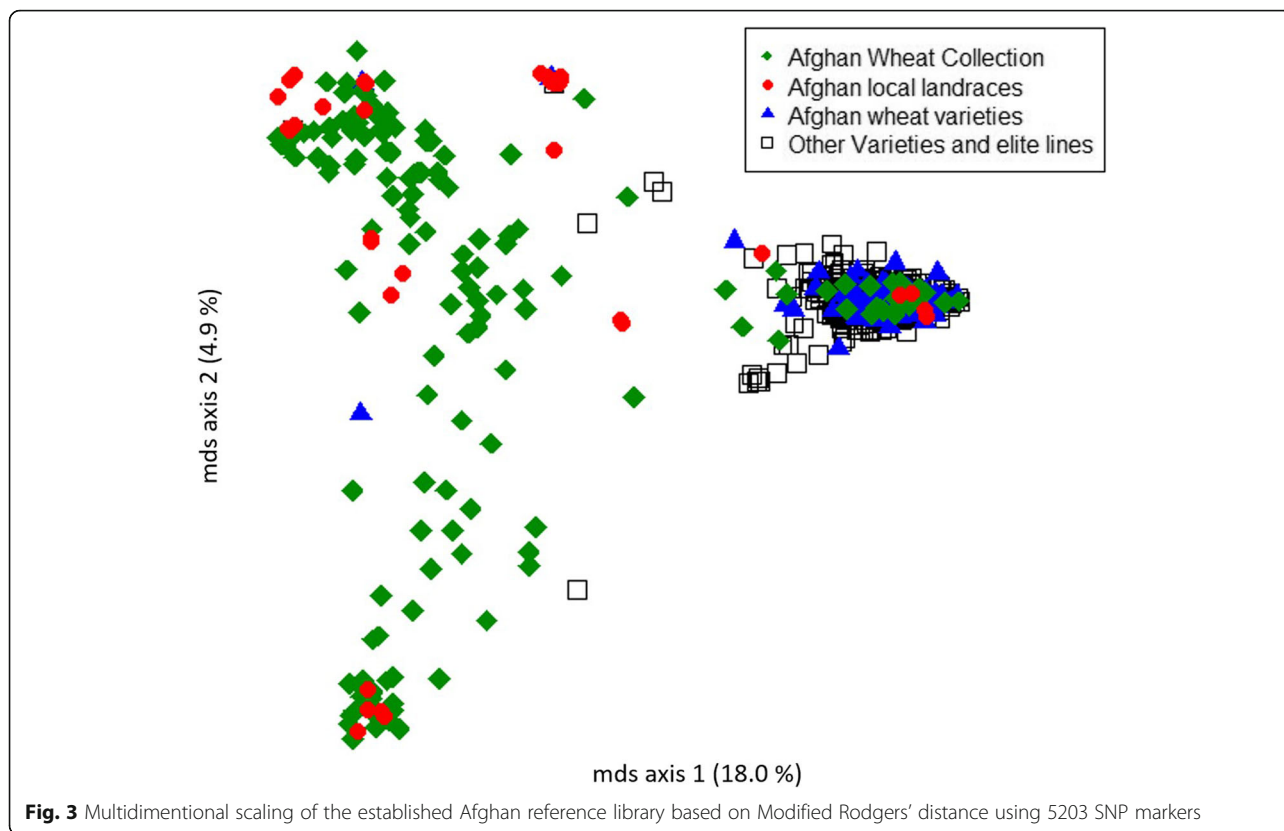 Afghan Wheat Collection
Afghan local landraces
Afghan wheat varieties
Other Varieties and elite lines
mds axis 2 (4.9 %)
mds axis 1 (18.0 %)
Fig. 3 Multidimentional scaling of the established Afghan reference library based on Modified Rodgers’ distance using 5203 SNP markers